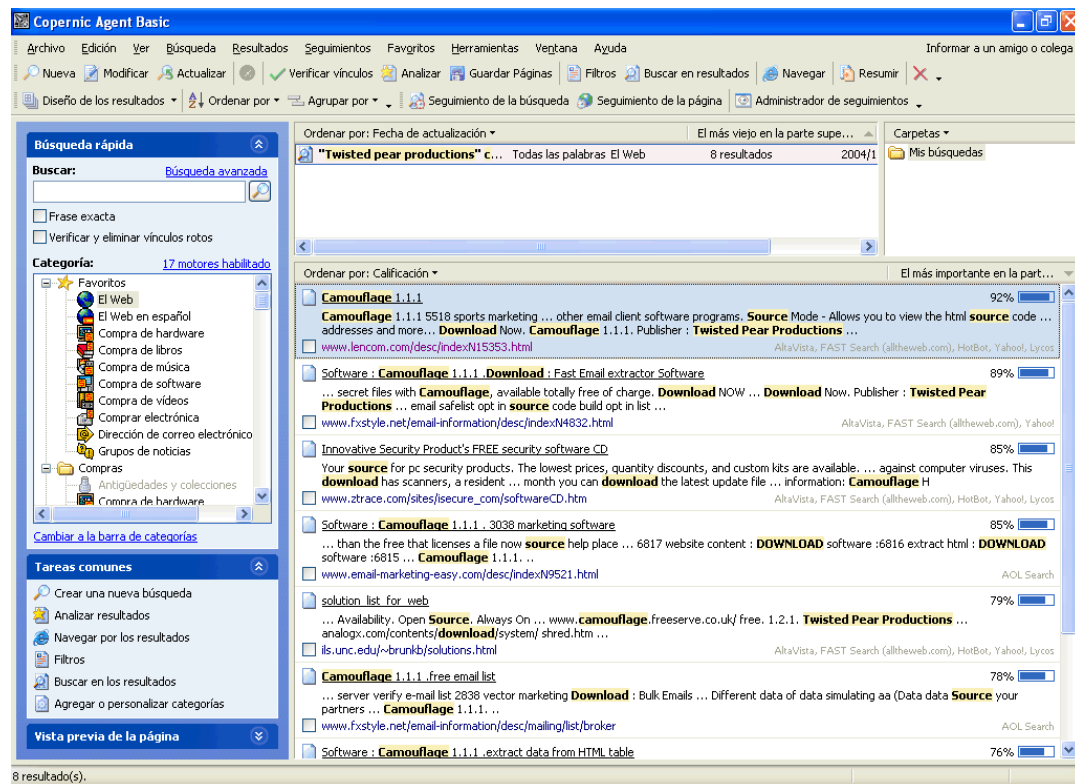 Copernic Agent Basic
Archivo Edición Ver Búsqueda Resultados Seguimientos Favoritos Herramientas Ventana Ayuda Informar a un amigo o colega
Nueva Modificar Actualizar Verificar vínculos Analizar Guardar Páginas Filtros Buscar en resultados Navegar Resumir
Diseño de los resultados Ordenar por Agrupar por Seguimiento de la búsqueda Seguimiento de la página Administrador de seguimientos
Búsqueda rápida
Buscar: Búsqueda avanzada
Frase exacta
Verificar y eliminar vínculos rotos
Categoría: 17 motores habilitado
Favoritos
El Web
El Web en español
Compra de hardware
Compra de libros
Compra de música
Compra de software
Compra de vídeos
Comprar electrónica
Dirección de correo electrónico
Grupos de noticias
Compras
Antigüedades y colecciones
Compra de hardware
Cambiar a la barra de categorías
Tareas comunes
Crear una nueva búsqueda
Analizar resultados
Navegar por los resultados
Filtros
Buscar en los resultados
Agregar o personalizar categorías
Vista previa de la página
Ordenar por: Fecha de actualización El más viejo en la parte supe...
"Twisted pear productions" c... Todas las palabras El Web 8 resultados 2004/1
Carpetas
Mis búsquedas
Ordenar por: Calificación El más importante en la part...
Camouflage 1.1.1 92%
Camouflage 1.1.1 5518 sports marketing ... other email client software programs. Source Mode - Allows you to view the html source code ...
addresses and more... Download Now. Camouflage 1.1.1. Publisher : Twisted Pear Productions ...
www.lencom.com/desc/indexN15353.html AltaVista, FAST Search (alltheweb.com), HotBot, Yahoo!, Lycos
Software : Camouflage 1.1.1 .Download : Fast Email extractor Software 89%
... secret files with Camouflage, available totally free of charge. Download NOW ... Download Now. Publisher : Twisted Pear
Productions ... email safelist opt in source code build opt in list ...
www.fxstyle.net/email-information/desc/indexN4832.html AltaVista, FAST Search (alltheweb.com), Yahoo!
Innovative Security Product's FREE security software CD 85%
Your source for pc security products. The lowest prices, quantity discounts, and custom kits are available. ... against computer viruses. This
download has scanners, a resident ... month you can download the latest update file ... information: Camouflage H
www.ztrace.com/sites/isecure_com/softwareCD.htm AltaVista, FAST Search (alltheweb.com), HotBot, Yahoo!, Lycos
Software : Camouflage 1.1.1 . 3038 marketing software 85%
... than the free that licenses a file now source help place ... 6817 website content : DOWNLOAD software :6816 extract html : DOWNLOAD
software :6815 ... Camouflage 1.1.1. ..
www.email-marketing-easy.com/desc/indexN9521.html AOL Search
solution_list_for_web 79%
... Availability. Open Source. Always On ... www.camouflage.freeserve.co.uk/ free. 1.2.1. Twisted Pear Productions ...
analogx.com/contents/download/system/ shred.htm ...
ils.unc.edu/~brunkb/solutions.html AltaVista, FAST Search (alltheweb.com), HotBot, Yahoo!, Lycos
Camouflage 1.1.1 .free email list 78%
... server verify e-mail list 2838 vector marketing Download : Bulk Emails ... Different data of data simulating aa (Data data Source your
partners ... Camouflage 1.1.1. ..
www.fxstyle.net/email-information/desc/mailing/list/broker AOL Search
Software : Camouflage 1.1.1 .extract data from HTML table 76%
8 resultado(s).